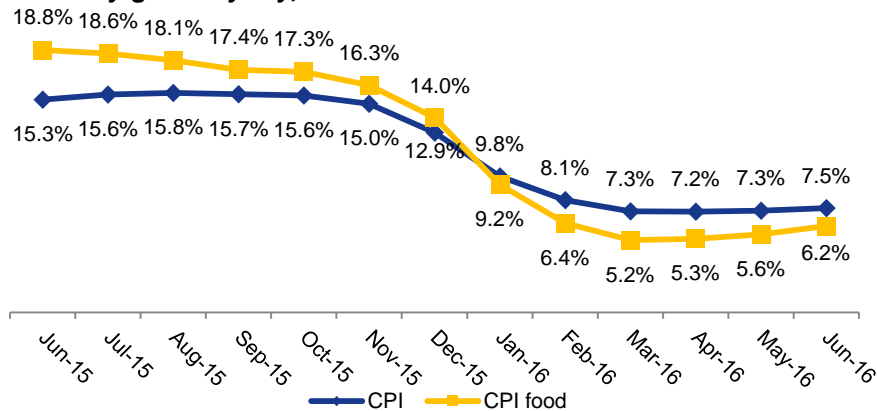 18.8% 18.6% 18.1% 17.4% 17.3% 16.3% 14.0% 9.8% 8.1% 7.3% 7.2% 7.3% 7.5%
15.3% 15.6% 15.8% 15.7% 15.6% 15.0% 12.9% 9.2% 6.4% 5.2% 5.3% 5.6% 6.2%
Jun-15 Jul-15 Aug-15 Sep-15 Oct-15 Nov-15 Dec-15 Jan-16 Feb-16 Mar-16 Apr-16 May-16 Jun-16
CPI CPI food